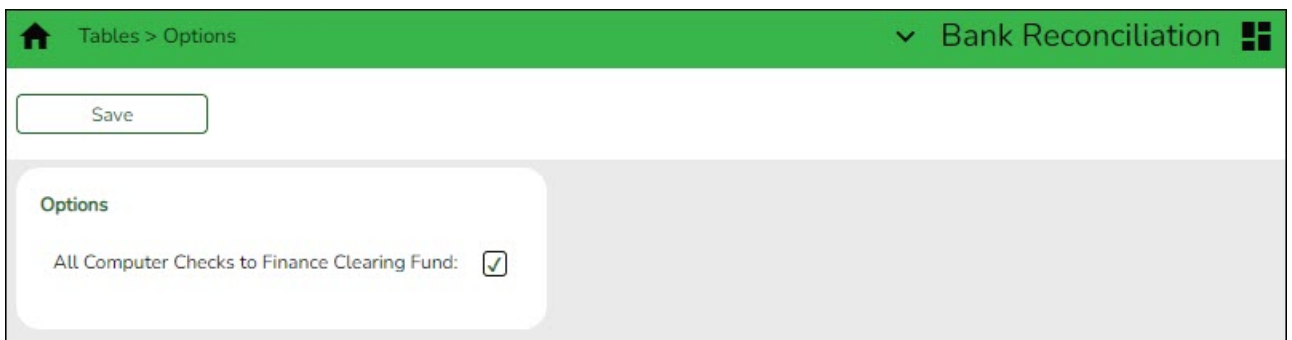 Tables > Options
Bank Reconciliation
Save
Options
All Computer Checks to Finance Clearing Fund: